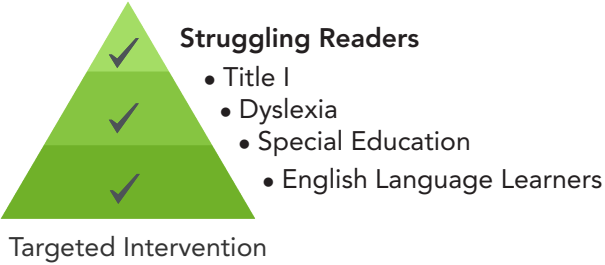 Struggling Readers
• Title I
• Dyslexia
• Special Education
• English Language Learners
Targeted Intervention